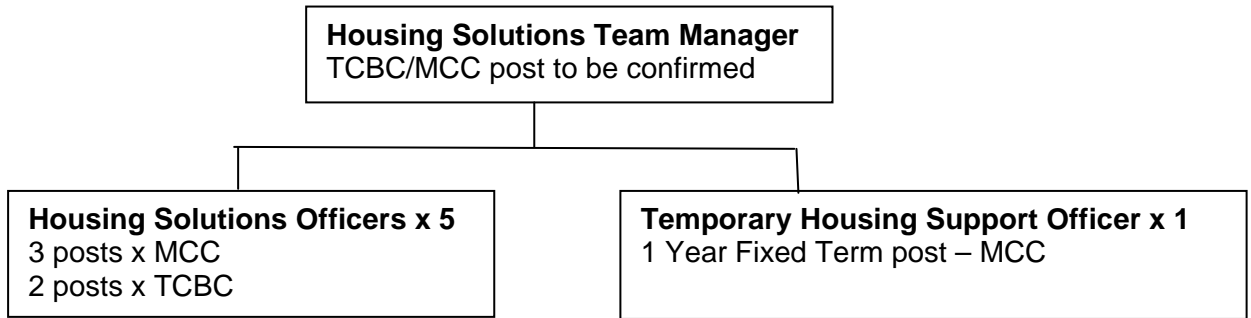 Housing Solutions Team Manager
TCBC/MCC post to be confirmed
Housing Solutions Officers x 5
3 posts x MCC
2 posts x TCBC
Temporary Housing Support Officer x 1
1 Year Fixed Term post – MCC